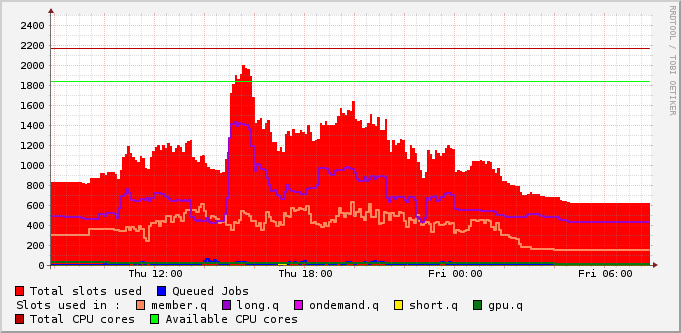 RRDTOOL / TOBI OETIKER
2400
2200
2000
1800
1600
1400
1200
1000
800
600
400
200
0
Thu 12:00 Thu 18:00 Fri 00:00 Fri 06:00
Total slots used Queued Jobs
Slots used in : member.q long.q ondemand.q short.q gpu.q
Total CPU cores Available CPU cores